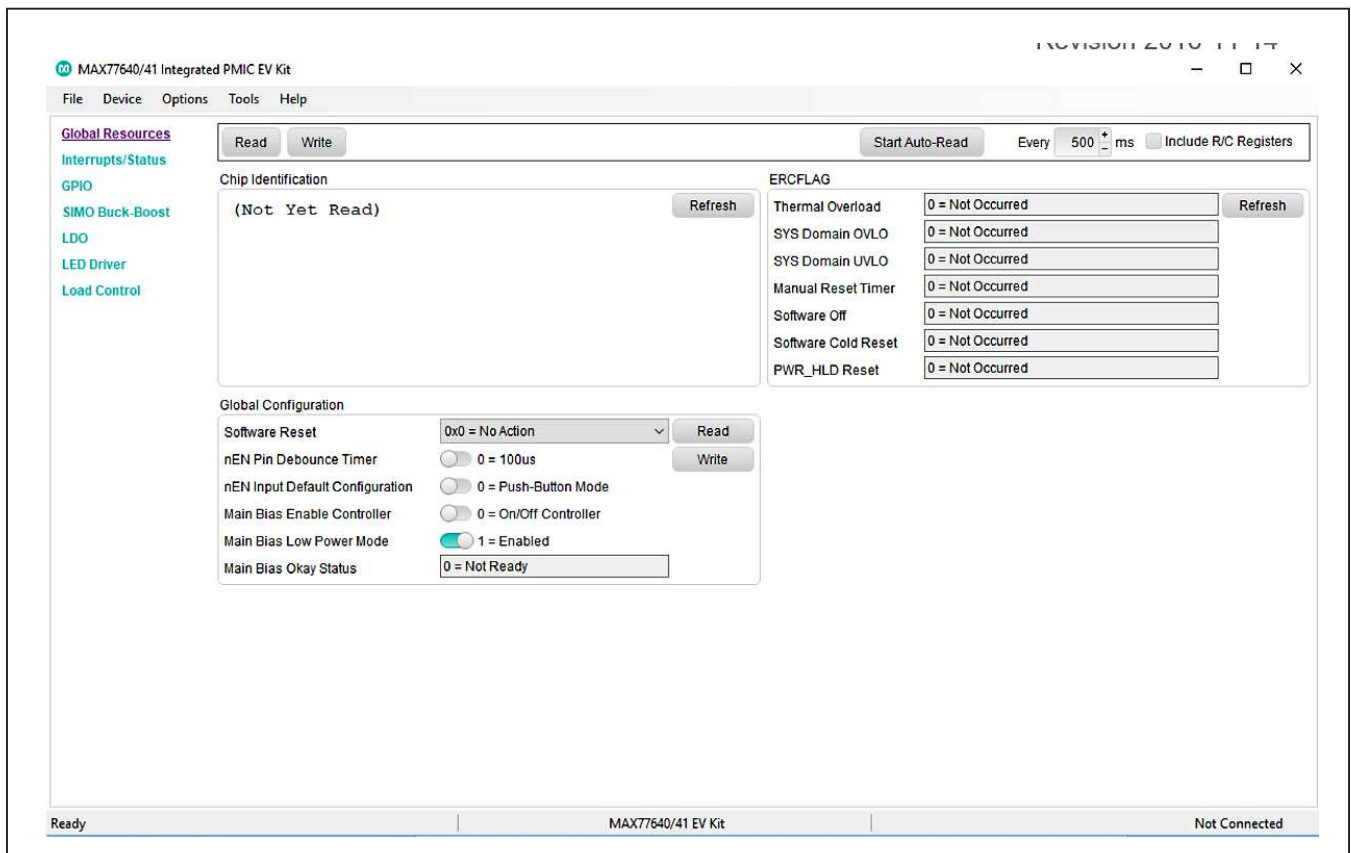 MAX77640/41 Integrated PMIC EV Kit
File Device Options Tools Help
Global Resources
Interrupts/Status
GPIO
SIMO Buck-Boost
LDO
LED Driver
Load Control
Read Write Start Auto-Read Every 500 ms Include R/C Registers
Chip Identification
(Not Yet Read) Refresh
ERCFLAG
Thermal Overload 0 = Not Occurred Refresh
SYS Domain OVLO 0 = Not Occurred
SYS Domain UVLO 0 = Not Occurred
Manual Reset Timer 0 = Not Occurred
Software Off 0 = Not Occurred
Software Cold Reset 0 = Not Occurred
PWR_HLD Reset 0 = Not Occurred
Global Configuration
Software Reset 0x0 = No Action Read
nEN Pin Debounce Timer 0 = 100us Write
nEN Input Default Configuration 0 = Push-Button Mode
Main Bias Enable Controller 0 = On/Off Controller
Main Bias Low Power Mode 1 = Enabled
Main Bias Okay Status 0 = Not Ready
Ready MAX77640/41 EV Kit Not Connected